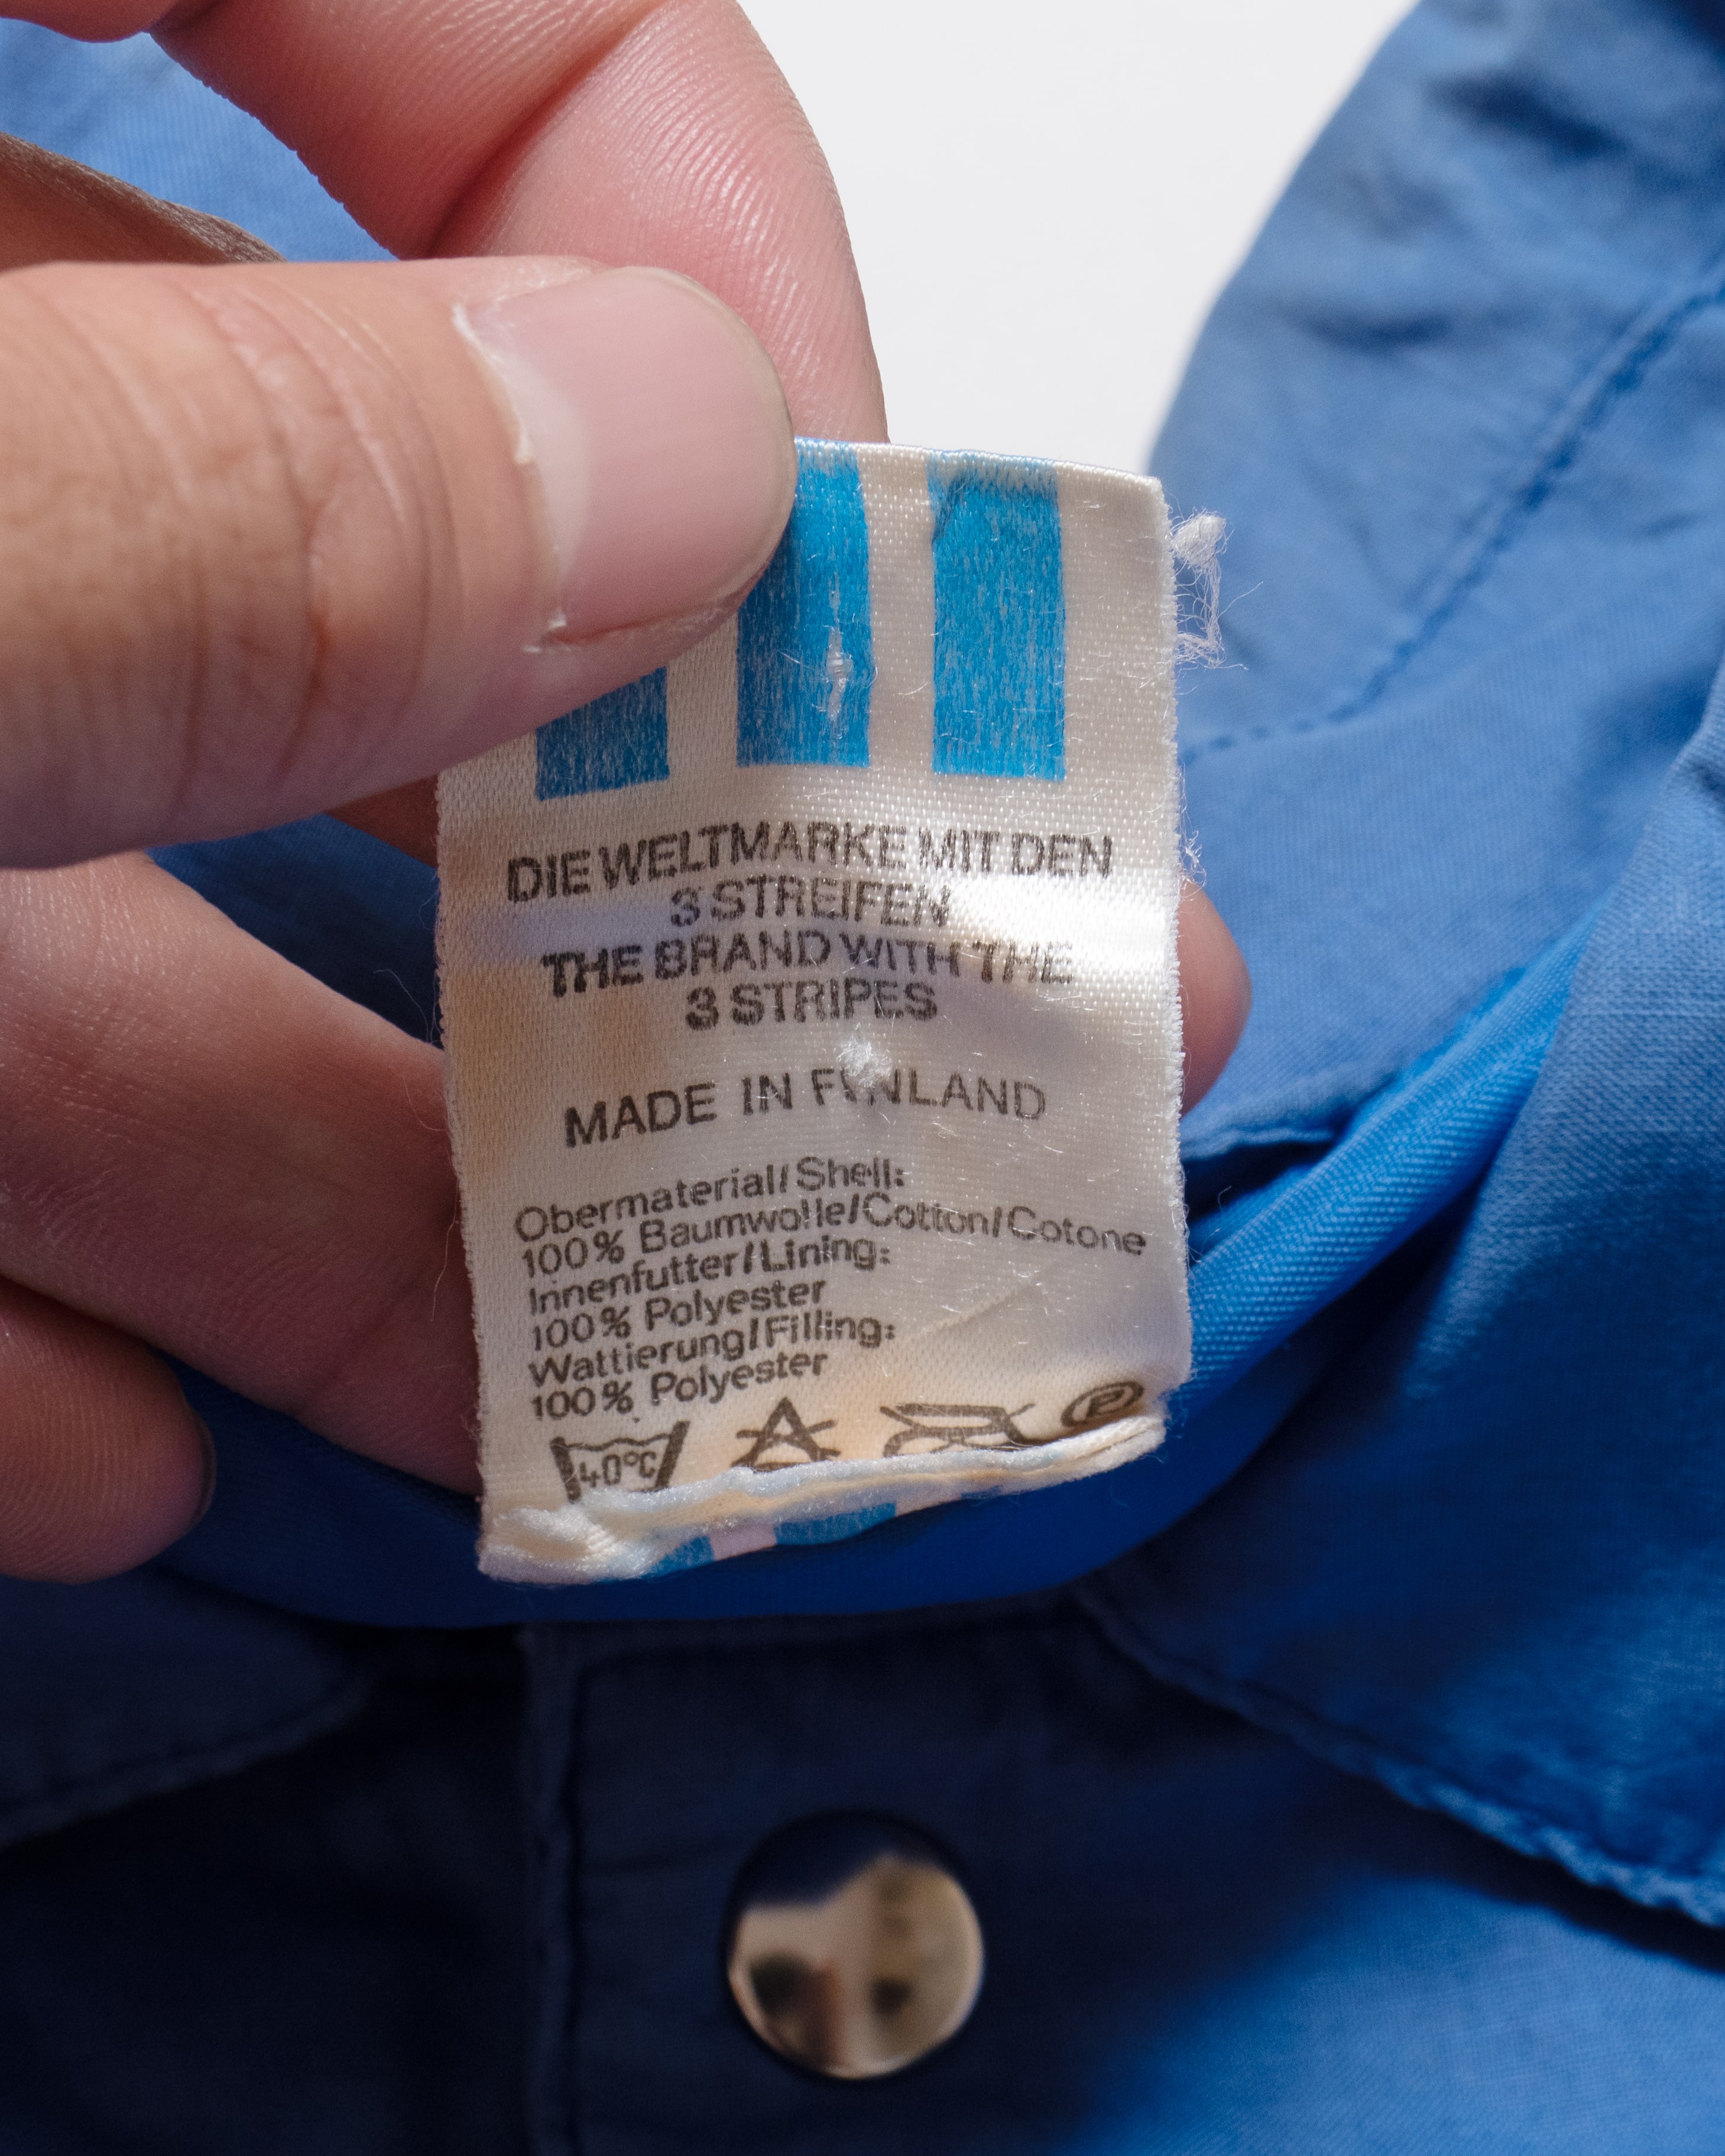 DIE WELTMARKE MIT DEN
3 STREIFEN
THE BRAND WITH THE
3 STRIPES
MADE IN FINLAND
Obermaterial/Shell:
100% Baumwolle/Cotton/Cotone
Innenfutter/Lining:
100% Polyester
Wattierung/Filling:
100% Polyester
40°C P